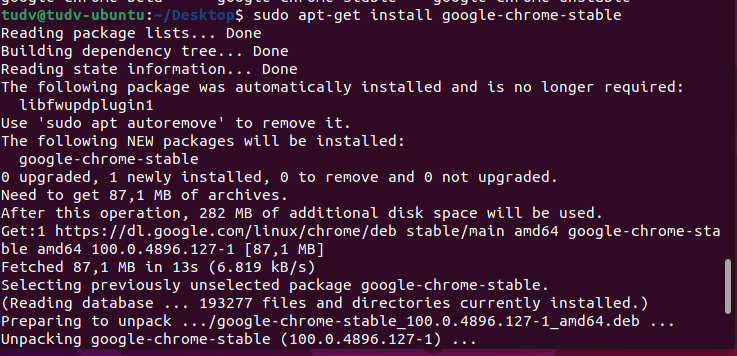 tudv@tudv-ubuntu:~/Desktop$ sudo apt-get install google-chrome-stable
Reading package lists... Done
Building dependency tree... Done
Reading state information... Done
The following package was automatically installed and is no longer required:
  libfwupdplugin1
Use 'sudo apt autoremove' to remove it.
The following NEW packages will be installed:
  google-chrome-stable
0 upgraded, 1 newly installed, 0 to remove and 0 not upgraded.
Need to get 87,1 MB of archives.
After this operation, 282 MB of additional disk space will be used.
Get:1 https://dl.google.com/linux/chrome/deb stable/main amd64 google-chrome-sta
ble amd64 100.0.4896.127-1 [87,1 MB]
Fetched 87,1 MB in 13s (6.819 kB/s)
Selecting previously unselected package google-chrome-stable.
(Reading database ... 193277 files and directories currently installed.)
Preparing to unpack .../google-chrome-stable_100.0.4896.127-1_amd64.deb ...
Unpacking google-chrome-stable (100.0.4896.127-1) ...